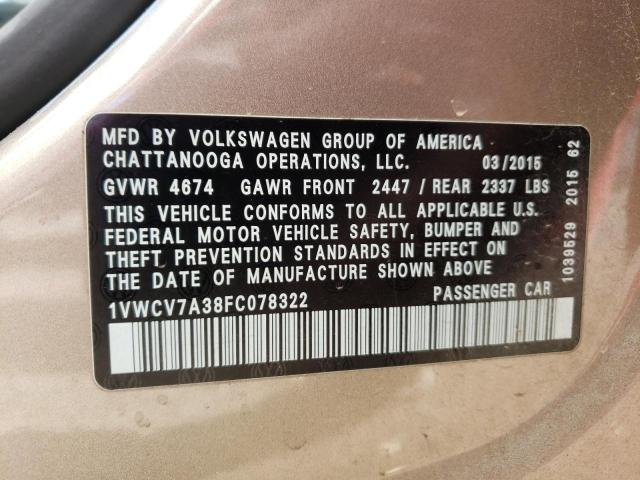 MFD BY VOLKSWAGEN GROUP OF AMERICA
CHATTANOOGA OPERATIONS, LLC. 03/2015
GVWR 4674 GAWR FRONT 2447 / REAR 2337 LBS
THIS VEHICLE CONFORMS TO ALL APPLICABLE U.S.
FEDERAL MOTOR VEHICLE SAFETY, BUMPER AND
THEFT PREVENTION STANDARDS IN EFFECT ON
THE DATE OF MANUFACTURE SHOWN ABOVE
1VWCV7A38FC078322 PASSENGER CAR
1039529 2015 62